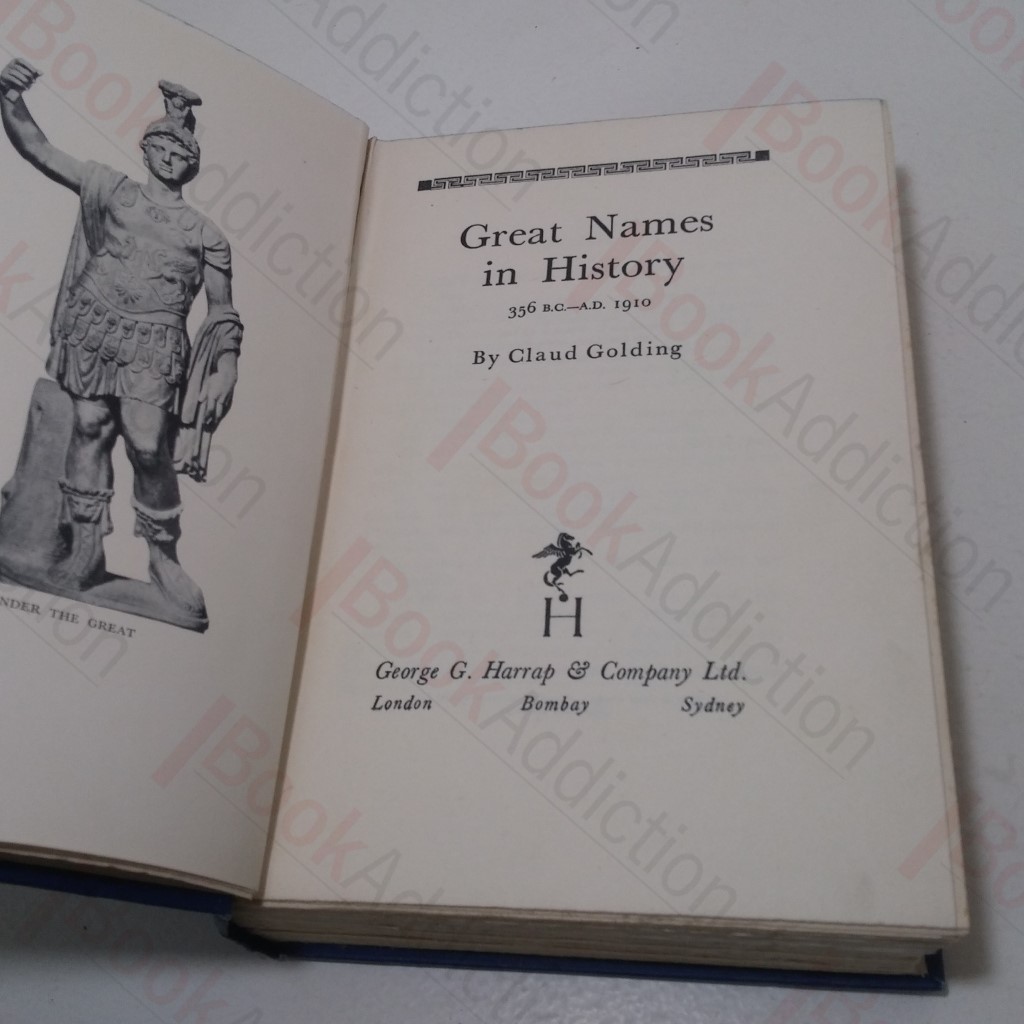 NDER THE GREAT
Great Names
in History
356 B.C.—A.D. 1910
By Claud Golding
H
George G. Harrap & Company Ltd.
London Bombay Sydney
BookAddiction